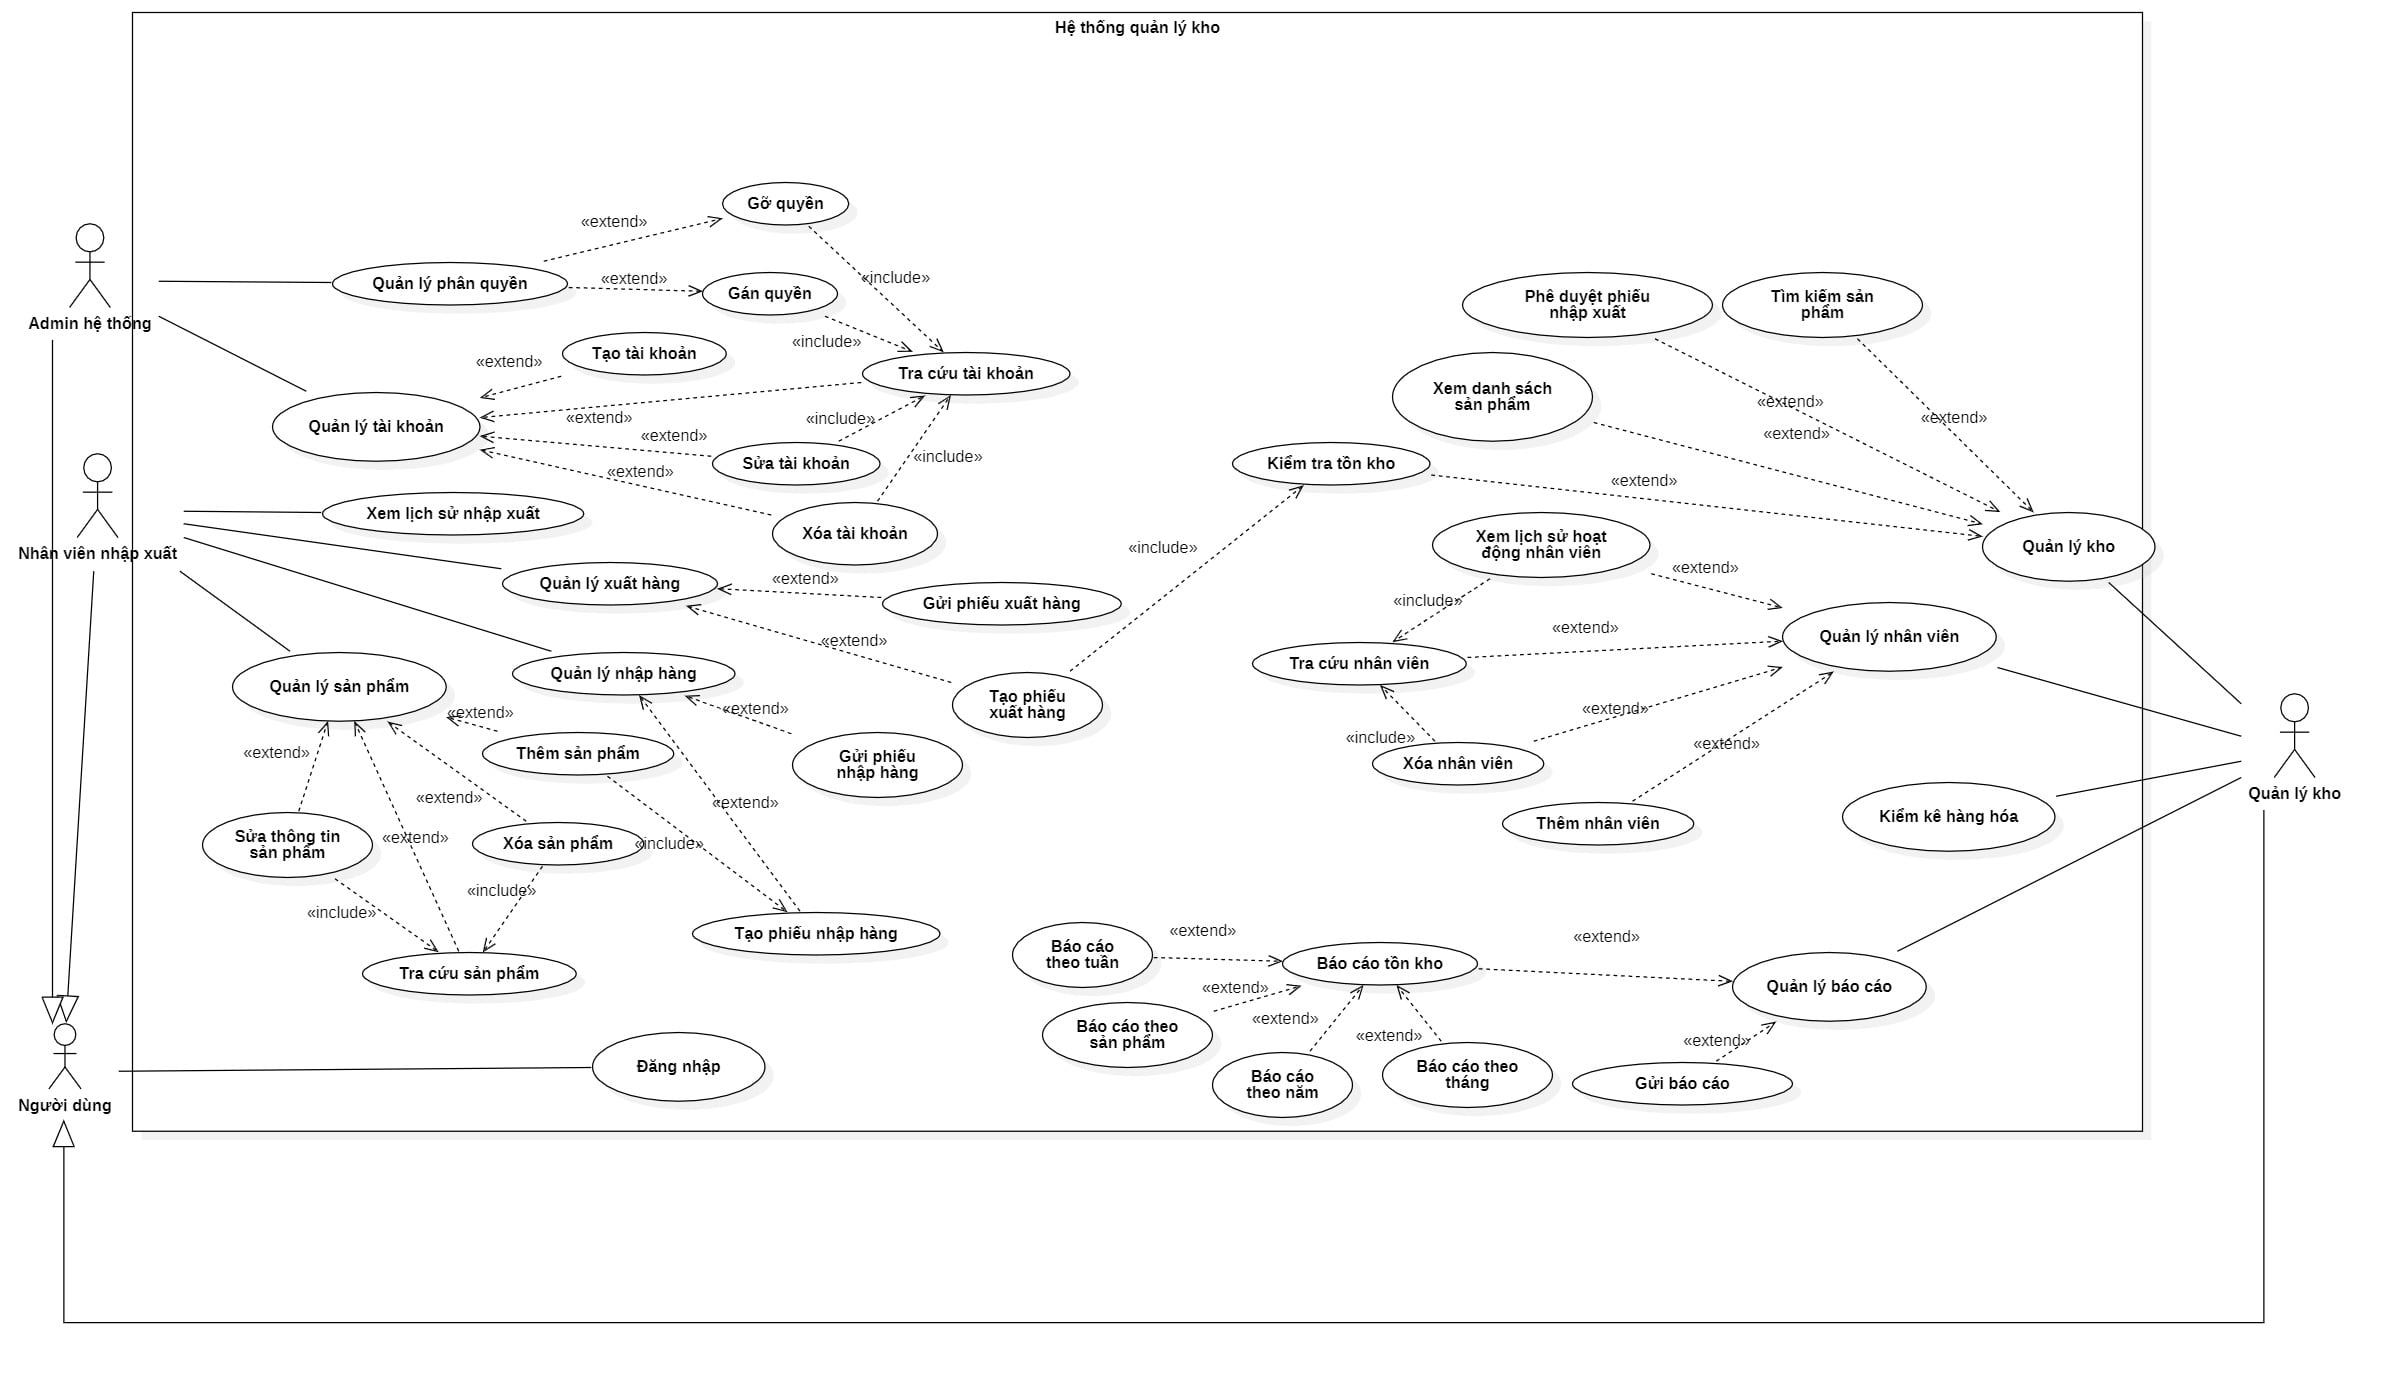 Hệ thống quản lý kho
Gỡ quyền
«extend»
Quản lý phân quyền
«extend»
Gán quyền
«include»
Admin hệ thống
«include»
Tạo tài khoản
«extend»
Tra cứu tài khoản
Quản lý tài khoản
«extend»
«include»
«extend»
Sửa tài khoản
«include»
«extend»
Xóa tài khoản
Phê duyệt phiếu
nhập xuất
Tìm kiếm sản
phẩm
Xem danh sách
sản phẩm
«extend»
«extend»
«extend»
Kiểm tra tồn kho
«extend»
Quản lý kho
Nhân viên nhập xuất
Xem lịch sử nhập xuất
Quản lý xuất hàng
«extend»
Gửi phiếu xuất hàng
«extend»
«include»
Tạo phiếu
xuất hàng
Xem lịch sử hoạt
động nhân viên
«extend»
«include»
«extend»
Quản lý nhân viên
Tra cứu nhân viên
«extend»
«include»
Xóa nhân viên
«extend»
Thêm nhân viên
Kiểm kê hàng hóa
Quản lý kho
Quản lý sản phẩm
Quản lý nhập hàng
«extend»
«extend»
Thêm sản phẩm
Gửi phiếu
nhập hàng
«extend»
«extend»
«extend»
«extend»
Sửa thông tin
sản phẩm
Xóa sản phẩm
«include»
«include»
«include»
Tạo phiếu nhập hàng
Tra cứu sản phẩm
Báo cáo
theo tuần
«extend»
Báo cáo tồn kho
«extend»
Quản lý báo cáo
«extend»
Báo cáo theo
sản phẩm
«extend»
«extend»
«extend»
Báo cáo
theo năm
Báo cáo theo
tháng
Gửi báo cáo
Đăng nhập
Người dùng